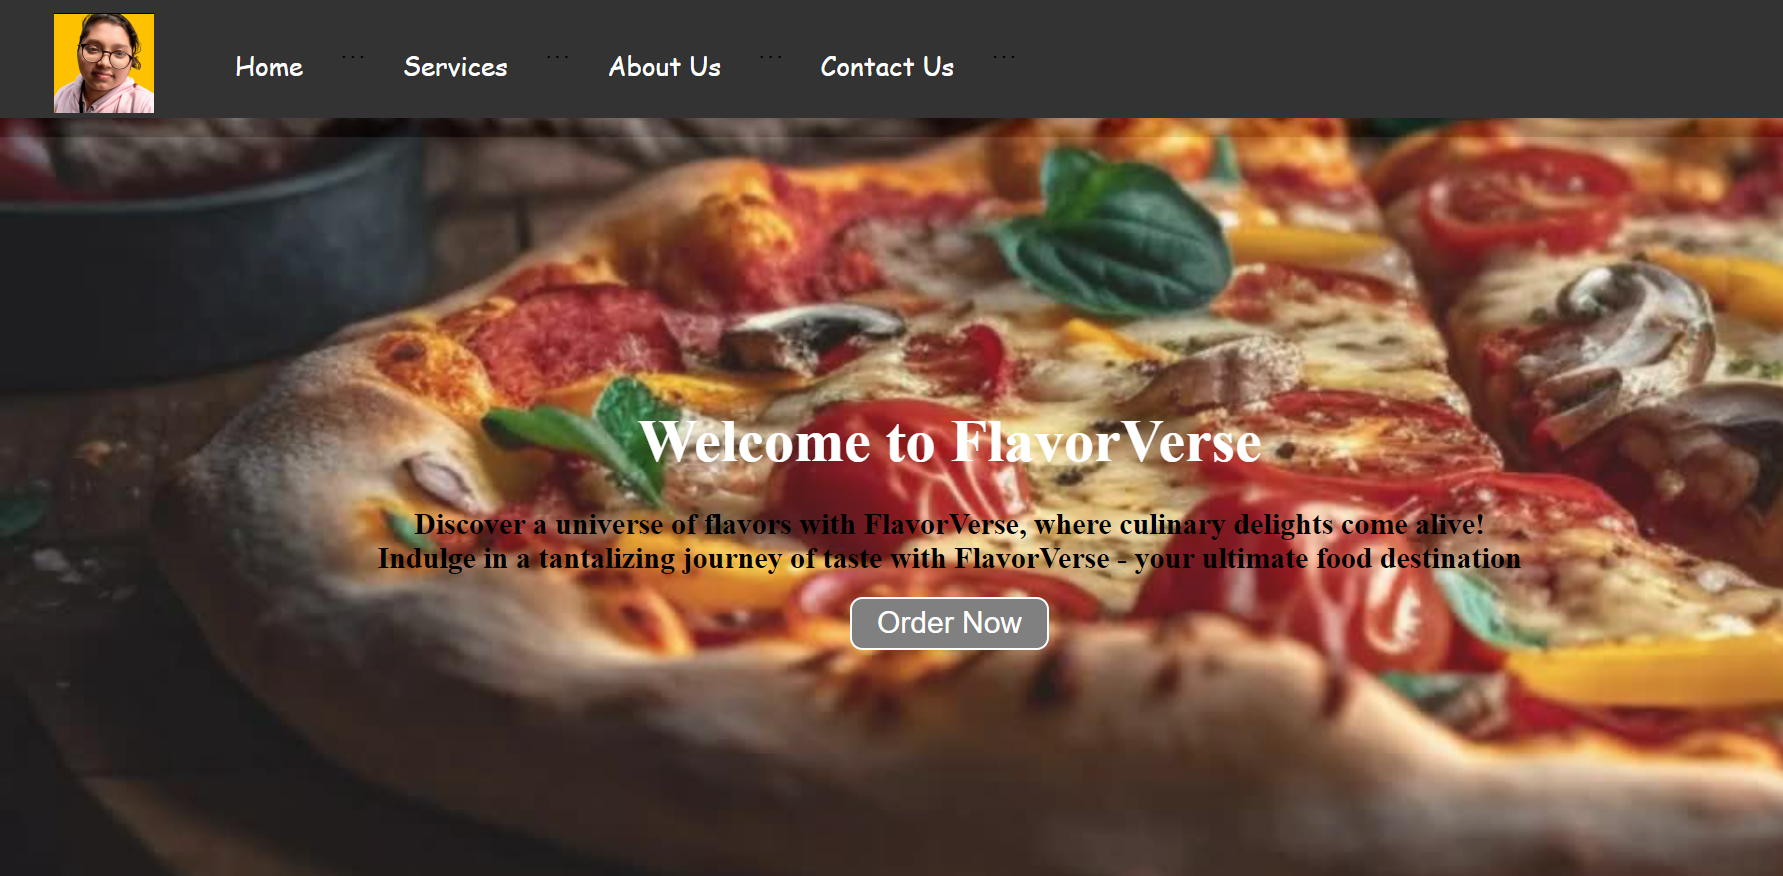 Home ... Services ... About Us ... Contact Us ...
Welcome to FlavorVerse
Discover a universe of flavors with FlavorVerse, where culinary delights come alive!
Indulge in a tantalizing journey of taste with FlavorVerse - your ultimate food destination
Order Now